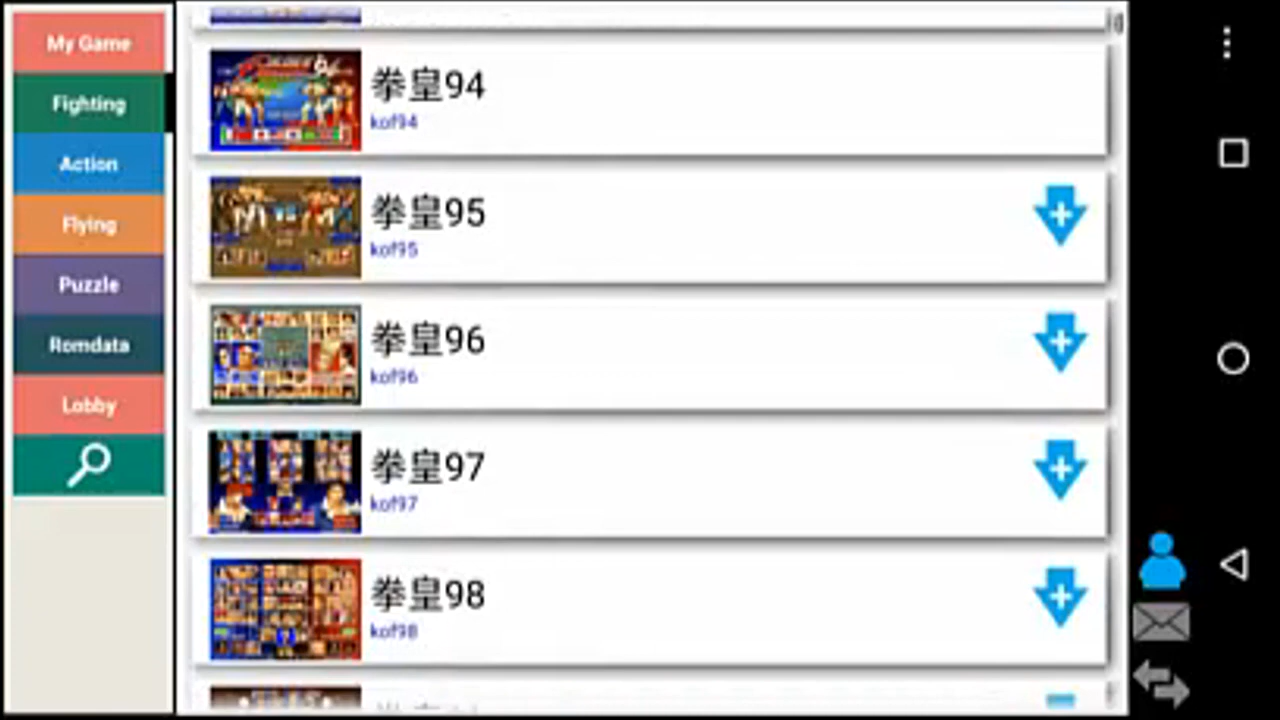 My Game
Fighting
Action
Flying
Puzzle
Romdata
Lobby
拳皇94
kof94
拳皇95
kof95
拳皇96
kof96
拳皇97
kof97
拳皇98
kof98